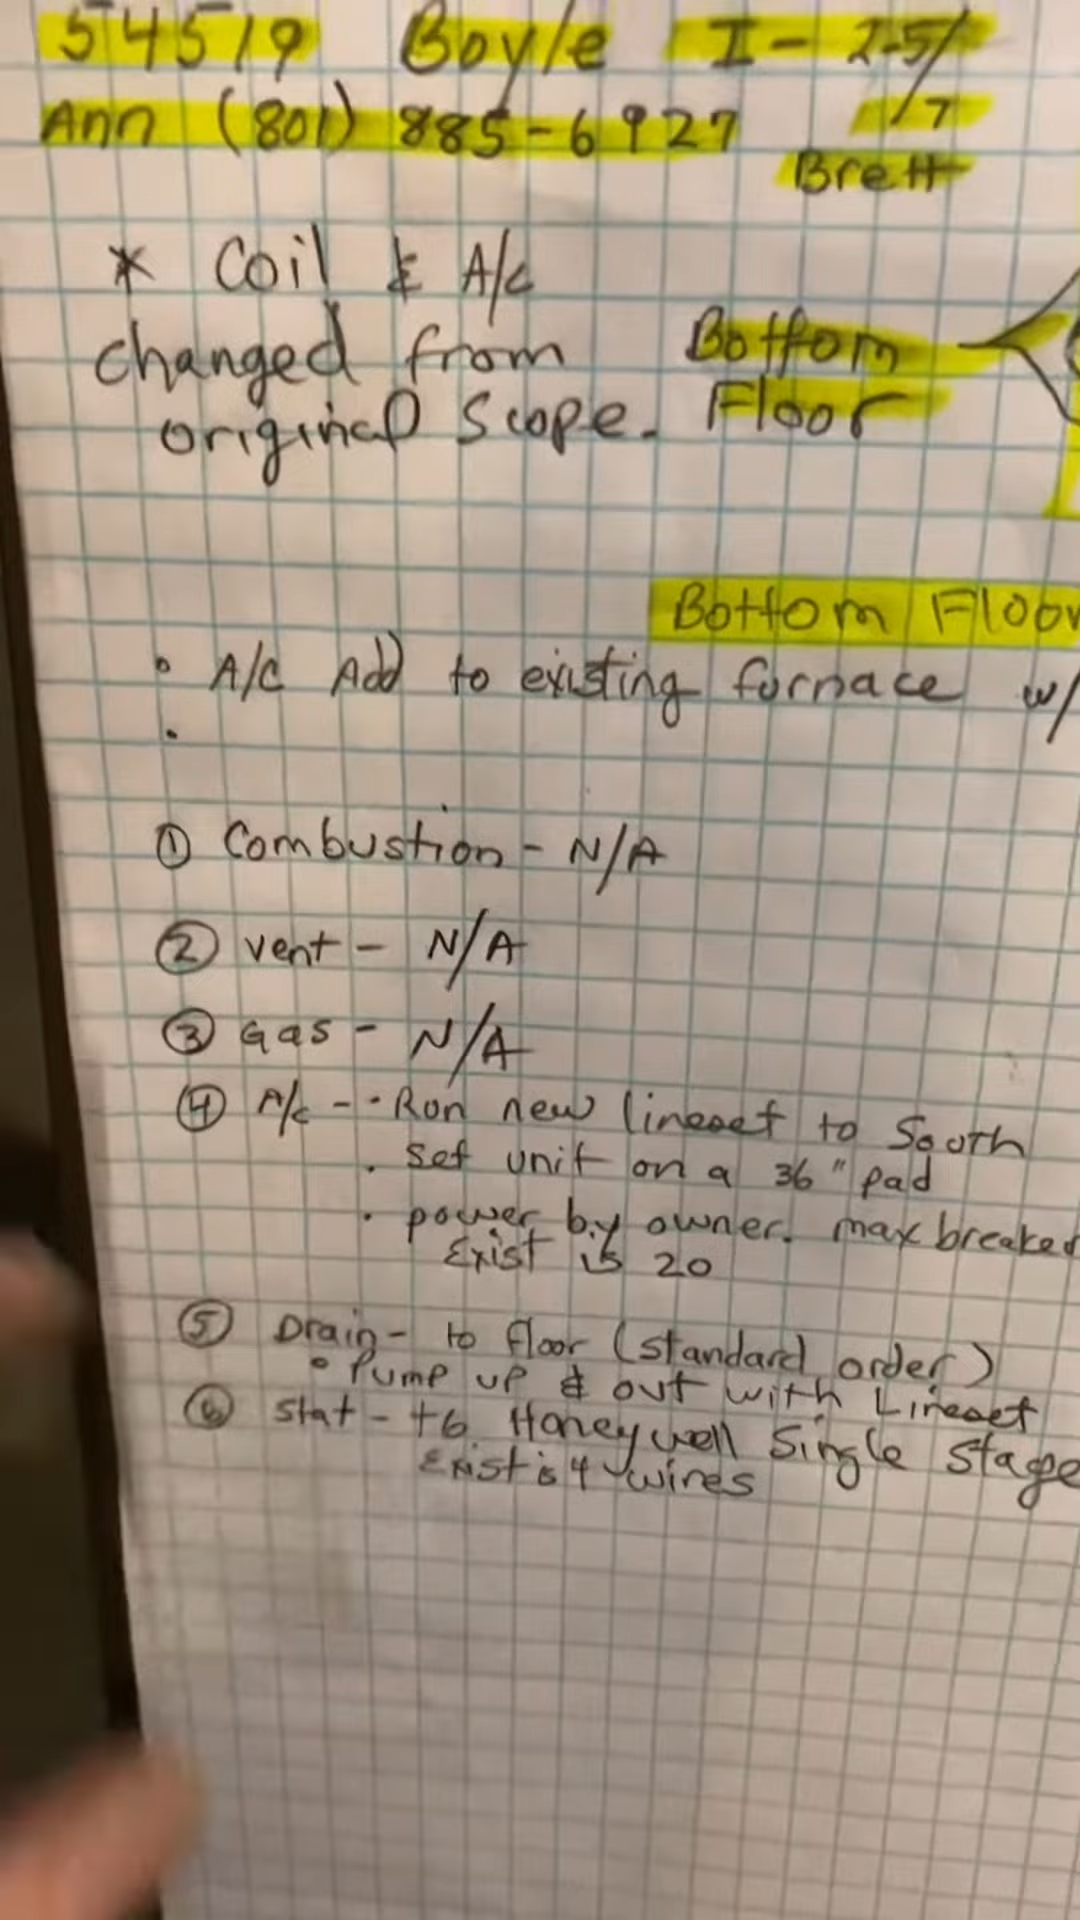 54519 Boyle I- 2.5/
Ann (801) 885-6927 /7
Brett
* Coil & A/c
changed from
original Scope.
Bottom
Floor
Bottom Floor
• A/C Add to existing furnace w/
•
① Combustion - N/A
② Vent - N/A
③ Gas - N/A
④ A/c - • Run new lineset to South
• Set unit on a 36" pad
• power by owner. max breaker
Exist is 20
⑤ Drain - to floor (standard order)
• Pump up & out with Lineset
⑥ Stat - t6 Honeywell Single Stage
Exist is 4 wires